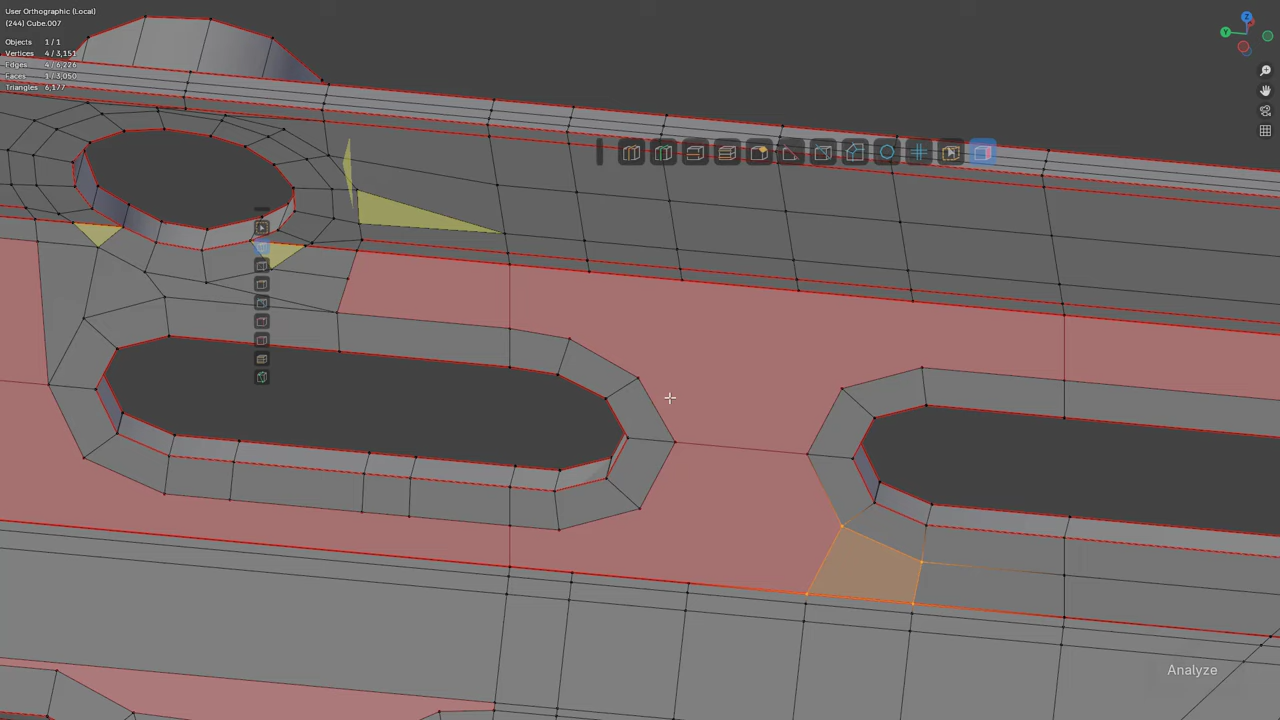 User Orthographic (Local)
(244) Cube.007
Objects 1 / 1
Vertices 4 / 3,151
Edges 4 / 6,226
Faces 1 / 3,050
Triangles 6,177
Z
Y
Analyze